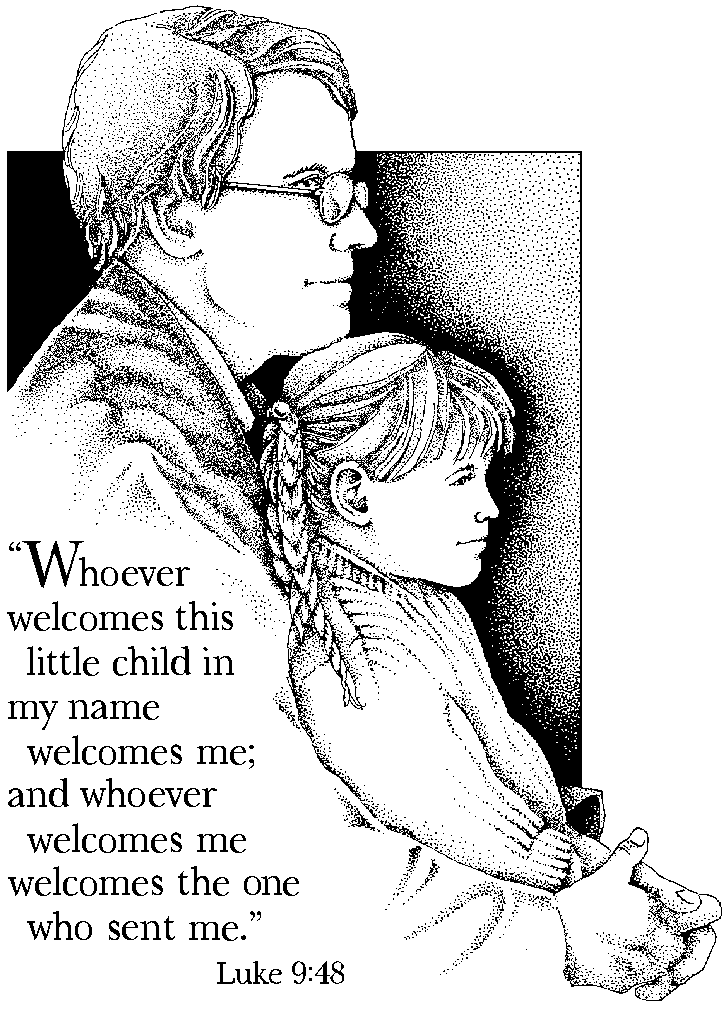 “Whoever
welcomes this
little child in
my name
welcomes me;
and whoever
welcomes me
welcomes the one
who sent me.”
Luke 9:48